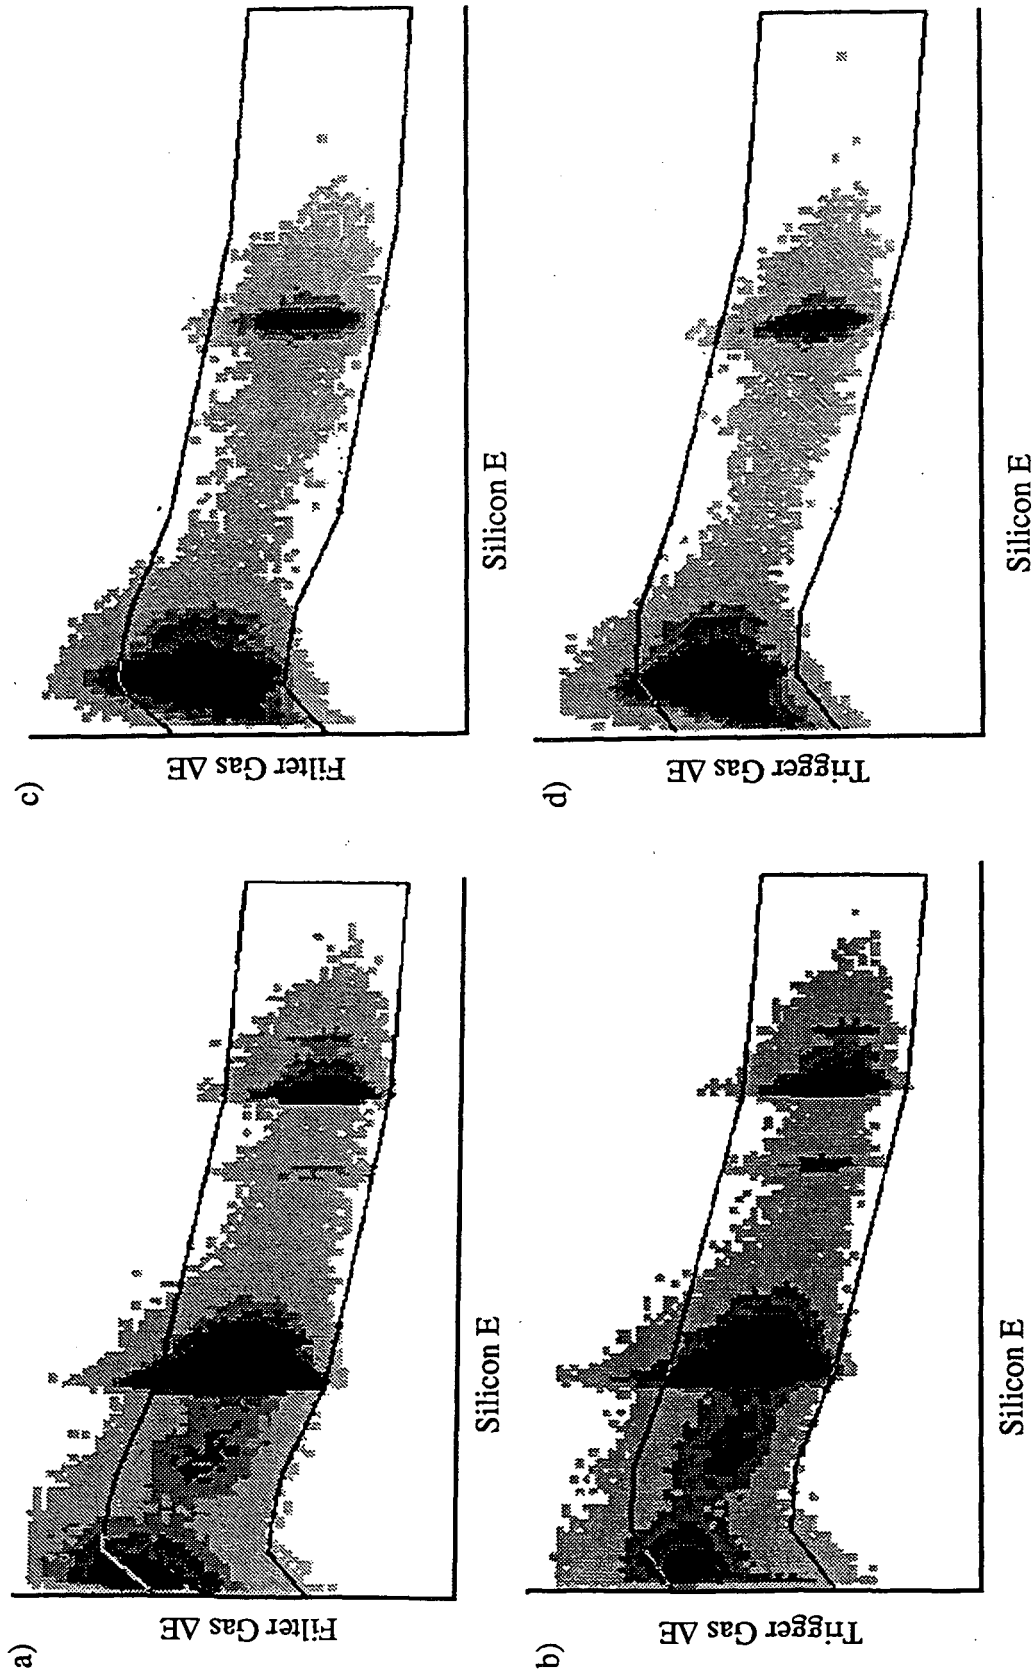 a)
Filter Gas ΔE
Silicon E
b)
Trigger Gas ΔE
Silicon E
c)
Filter Gas ΔE
Silicon E
d)
Trigger Gas ΔE
Silicon E